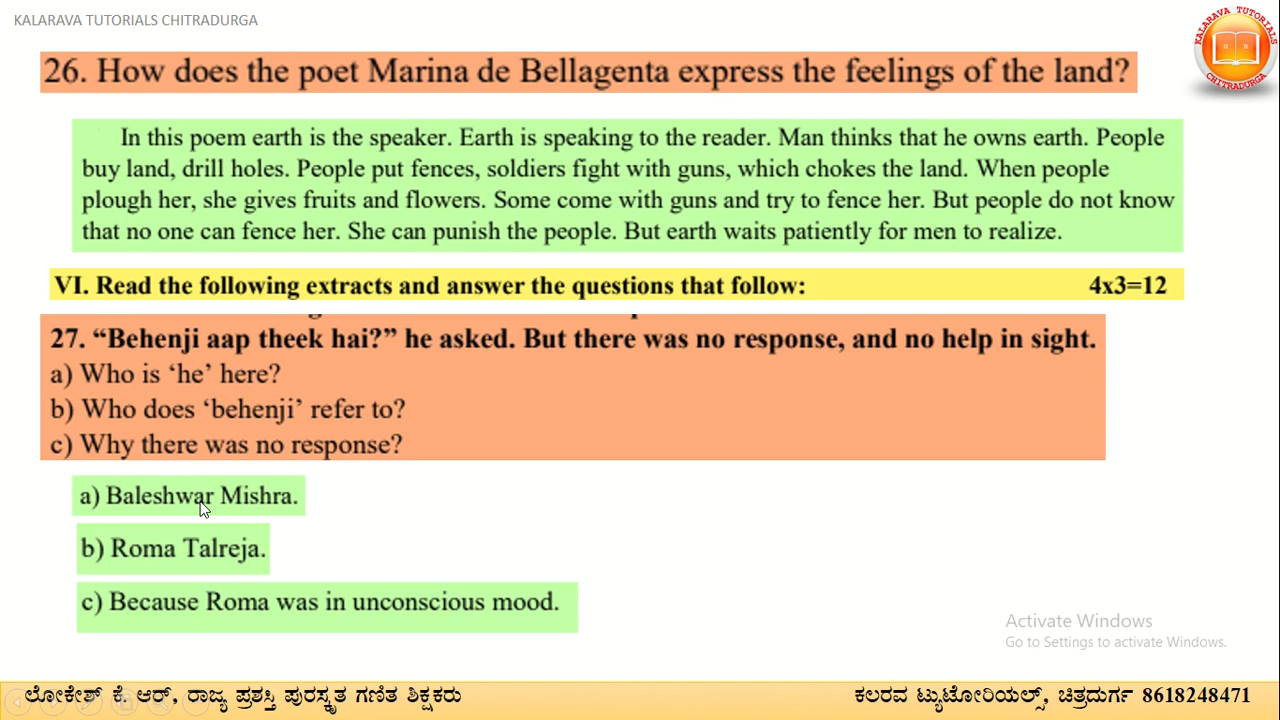 KALARAVA TUTORIALS CHITRADURGA
KALARAVA TUTORIALS
CHITRADURGA
26. How does the poet Marina de Bellagenta express the feelings of the land?
In this poem earth is the speaker. Earth is speaking to the reader. Man thinks that he owns earth. People
buy land, drill holes. People put fences, soldiers fight with guns, which chokes the land. When people
plough her, she gives fruits and flowers. Some come with guns and try to fence her. But people do not know
that no one can fence her. She can punish the people. But earth waits patiently for men to realize.
VI. Read the following extracts and answer the questions that follow: 4x3=12
27. “Behenji aap theek hai?” he asked. But there was no response, and no help in sight.
a) Who is ‘he’ here?
b) Who does ‘behenji’ refer to?
c) Why there was no response?
a) Baleshwar Mishra.
b) Roma Talreja.
c) Because Roma was in unconscious mood.
Activate Windows
Go to Settings to activate Windows.
ಲೋಕೇಶ್ ಕೆ ಆರ್, ರಾಜ್ಯ ಪ್ರಶಸ್ತಿ ಪುರಸ್ಕೃತ ಗಣಿತ ಶಿಕ್ಷಕರು ಕಲರವ ಟ್ಯುಟೋರಿಯಲ್ಸ್, ಚಿತ್ರದುರ್ಗ 8618248471